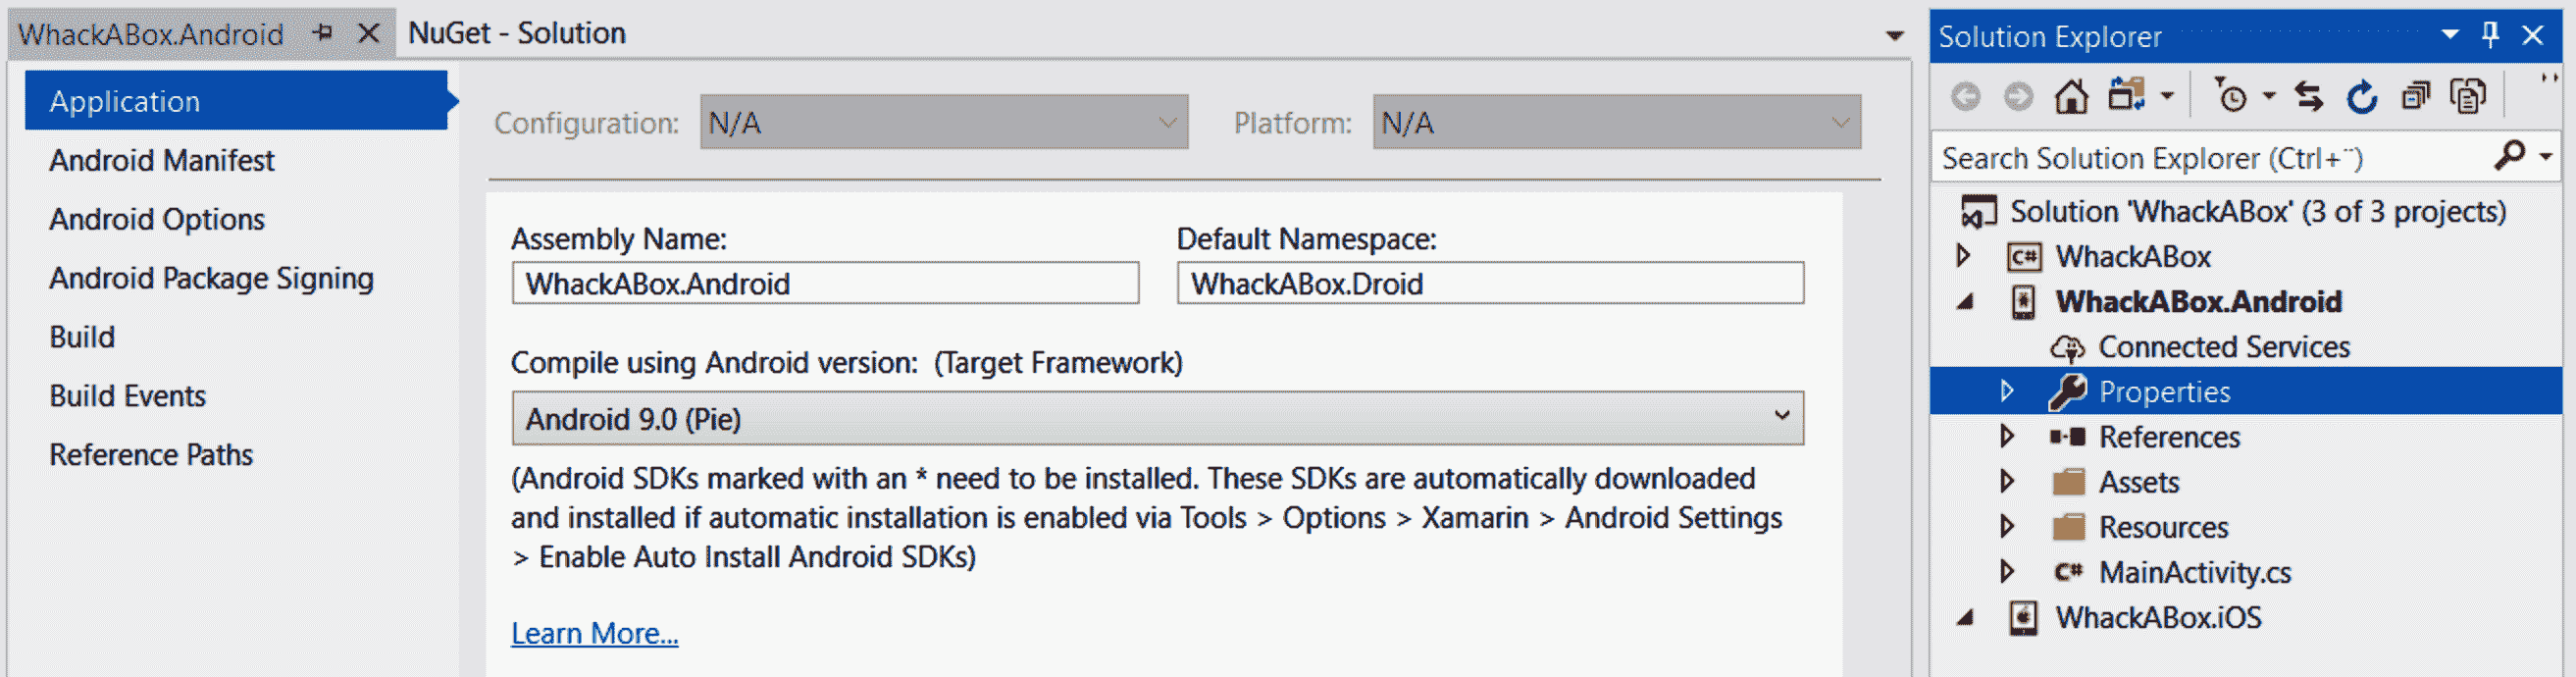 WhackABox.Android
NuGet - Solution
Application
Android Manifest
Android Options
Android Package Signing
Build
Build Events
Reference Paths
Configuration: N/A
Platform: N/A
Assembly Name:
WhackABox.Android
Default Namespace:
WhackABox.Droid
Compile using Android version:  (Target Framework)
Android 9.0 (Pie)
(Android SDKs marked with an * need to be installed. These SDKs are automatically downloaded
and installed if automatic installation is enabled via Tools > Options > Xamarin > Android Settings
> Enable Auto Install Android SDKs)
Learn More...
Solution Explorer
Search Solution Explorer (Ctrl+¨)
Solution 'WhackABox' (3 of 3 projects)
C# WhackABox
WhackABox.Android
Connected Services
Properties
References
Assets
Resources
C# MainActivity.cs
WhackABox.iOS